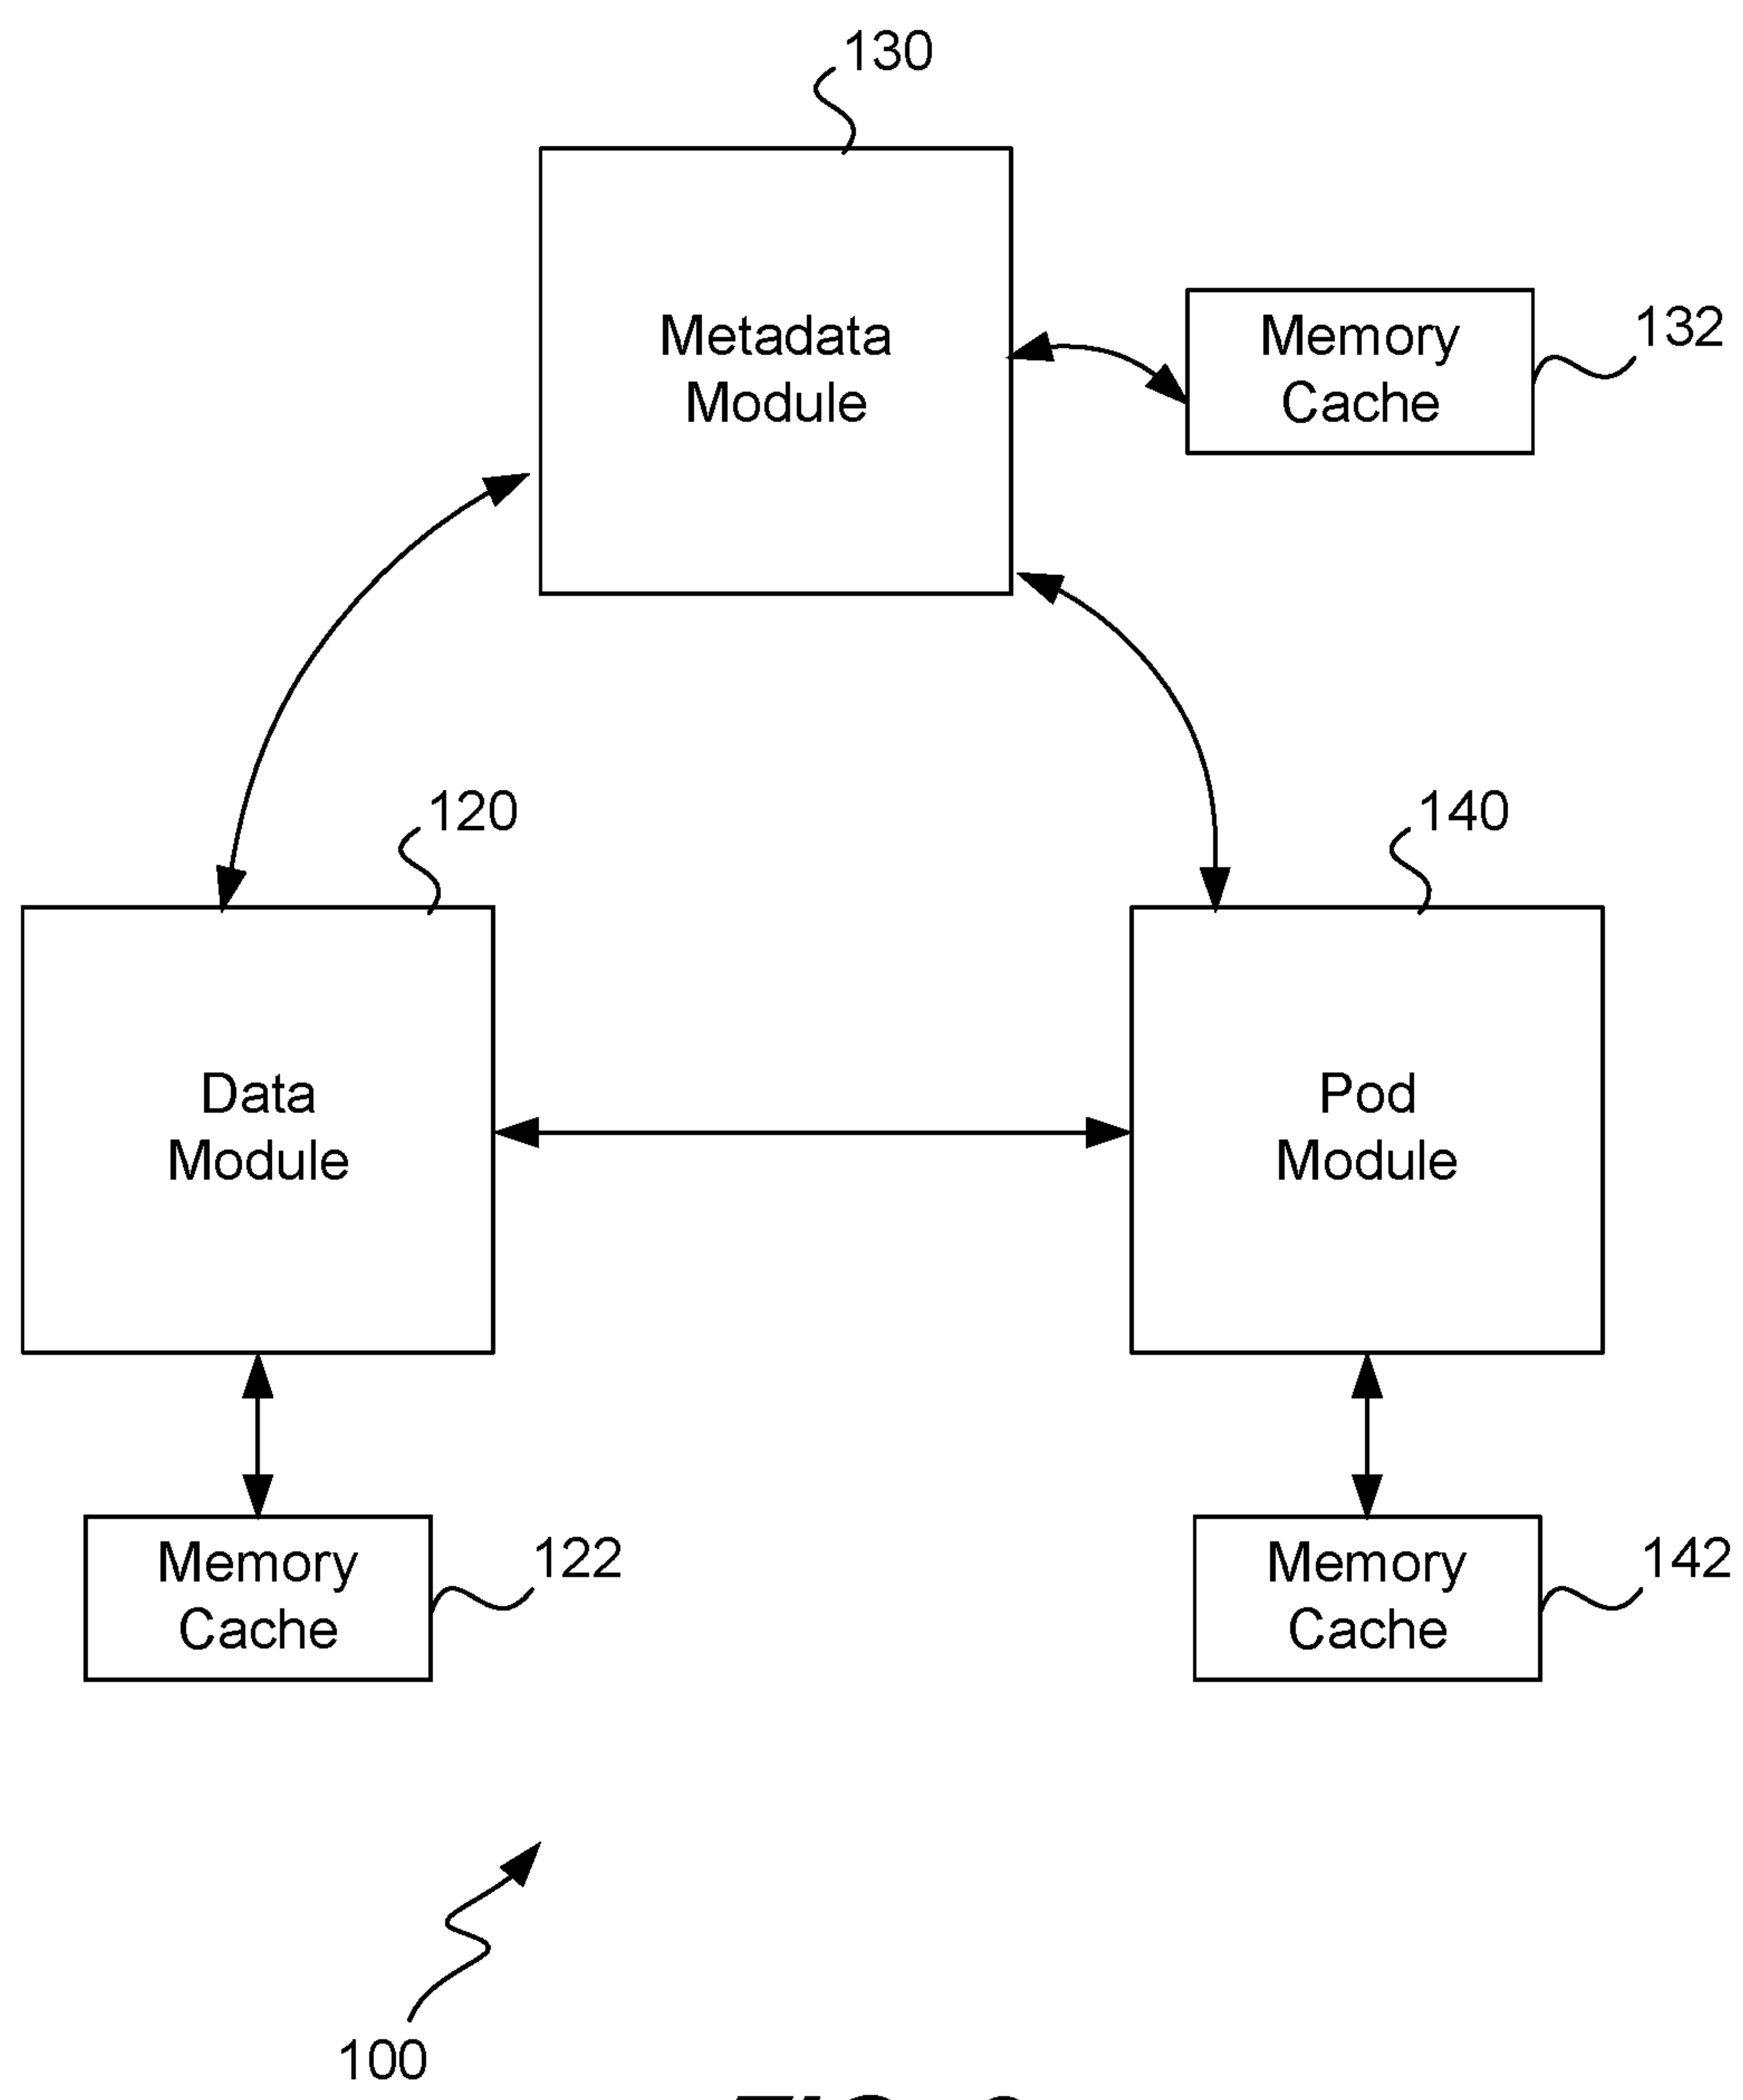 130
Metadata
Module
Memory
Cache
132
120
140
Data
Module
Pod
Module
Memory
Cache
122
Memory
Cache
142
100